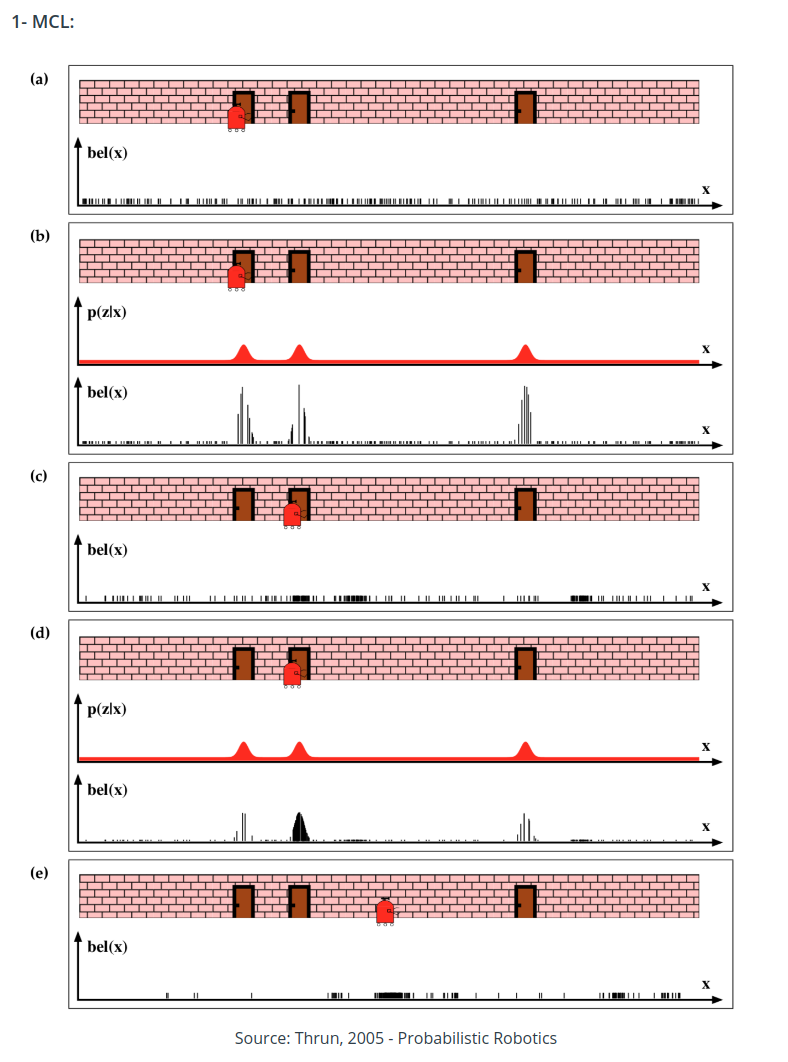 1- MCL:
(a)
bel(x)
x
(b)
p(z|x)
x
bel(x)
x
(c)
bel(x)
x
(d)
p(z|x)
x
bel(x)
x
(e)
bel(x)
x
Source: Thrun, 2005 - Probabilistic Robotics